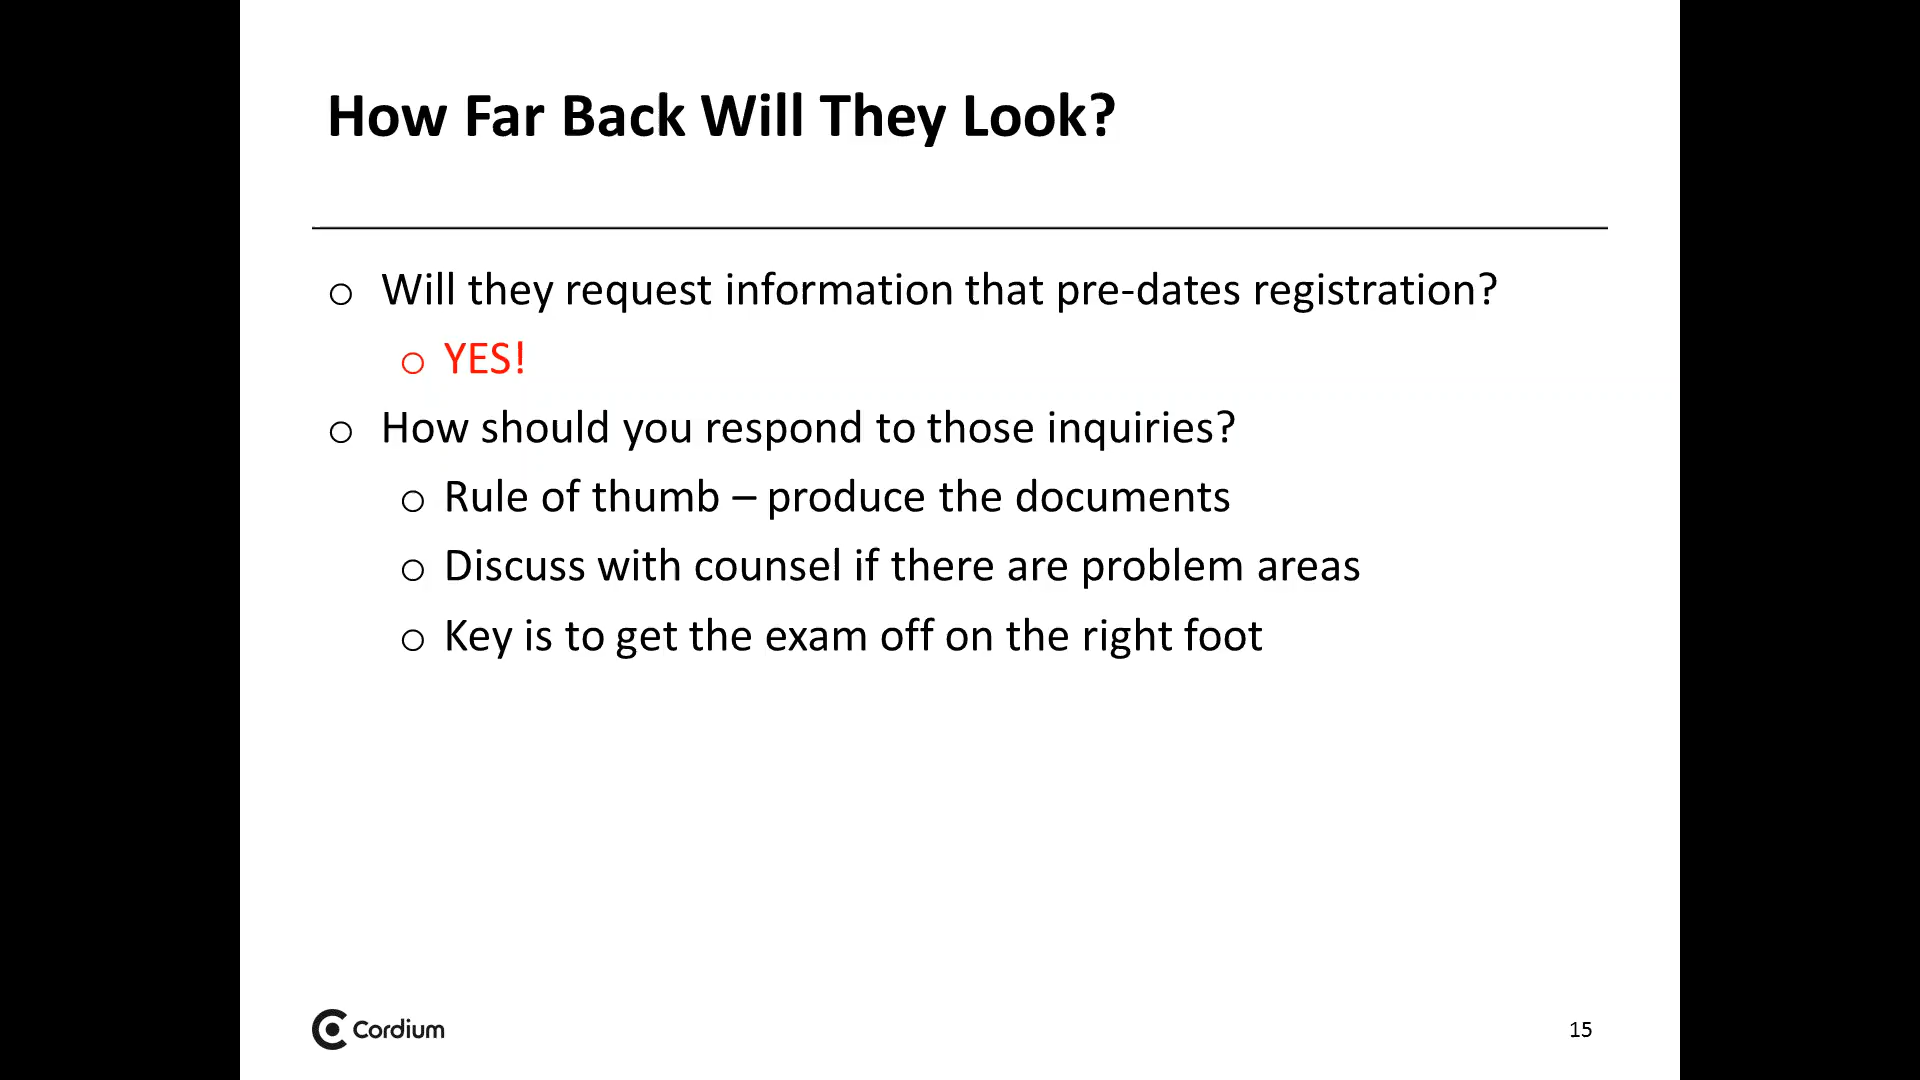 How Far Back Will They Look?
o Will they request information that pre-dates registration?
o YES!
o How should you respond to those inquiries?
o Rule of thumb – produce the documents
o Discuss with counsel if there are problem areas
o Key is to get the exam off on the right foot
Cordium
15